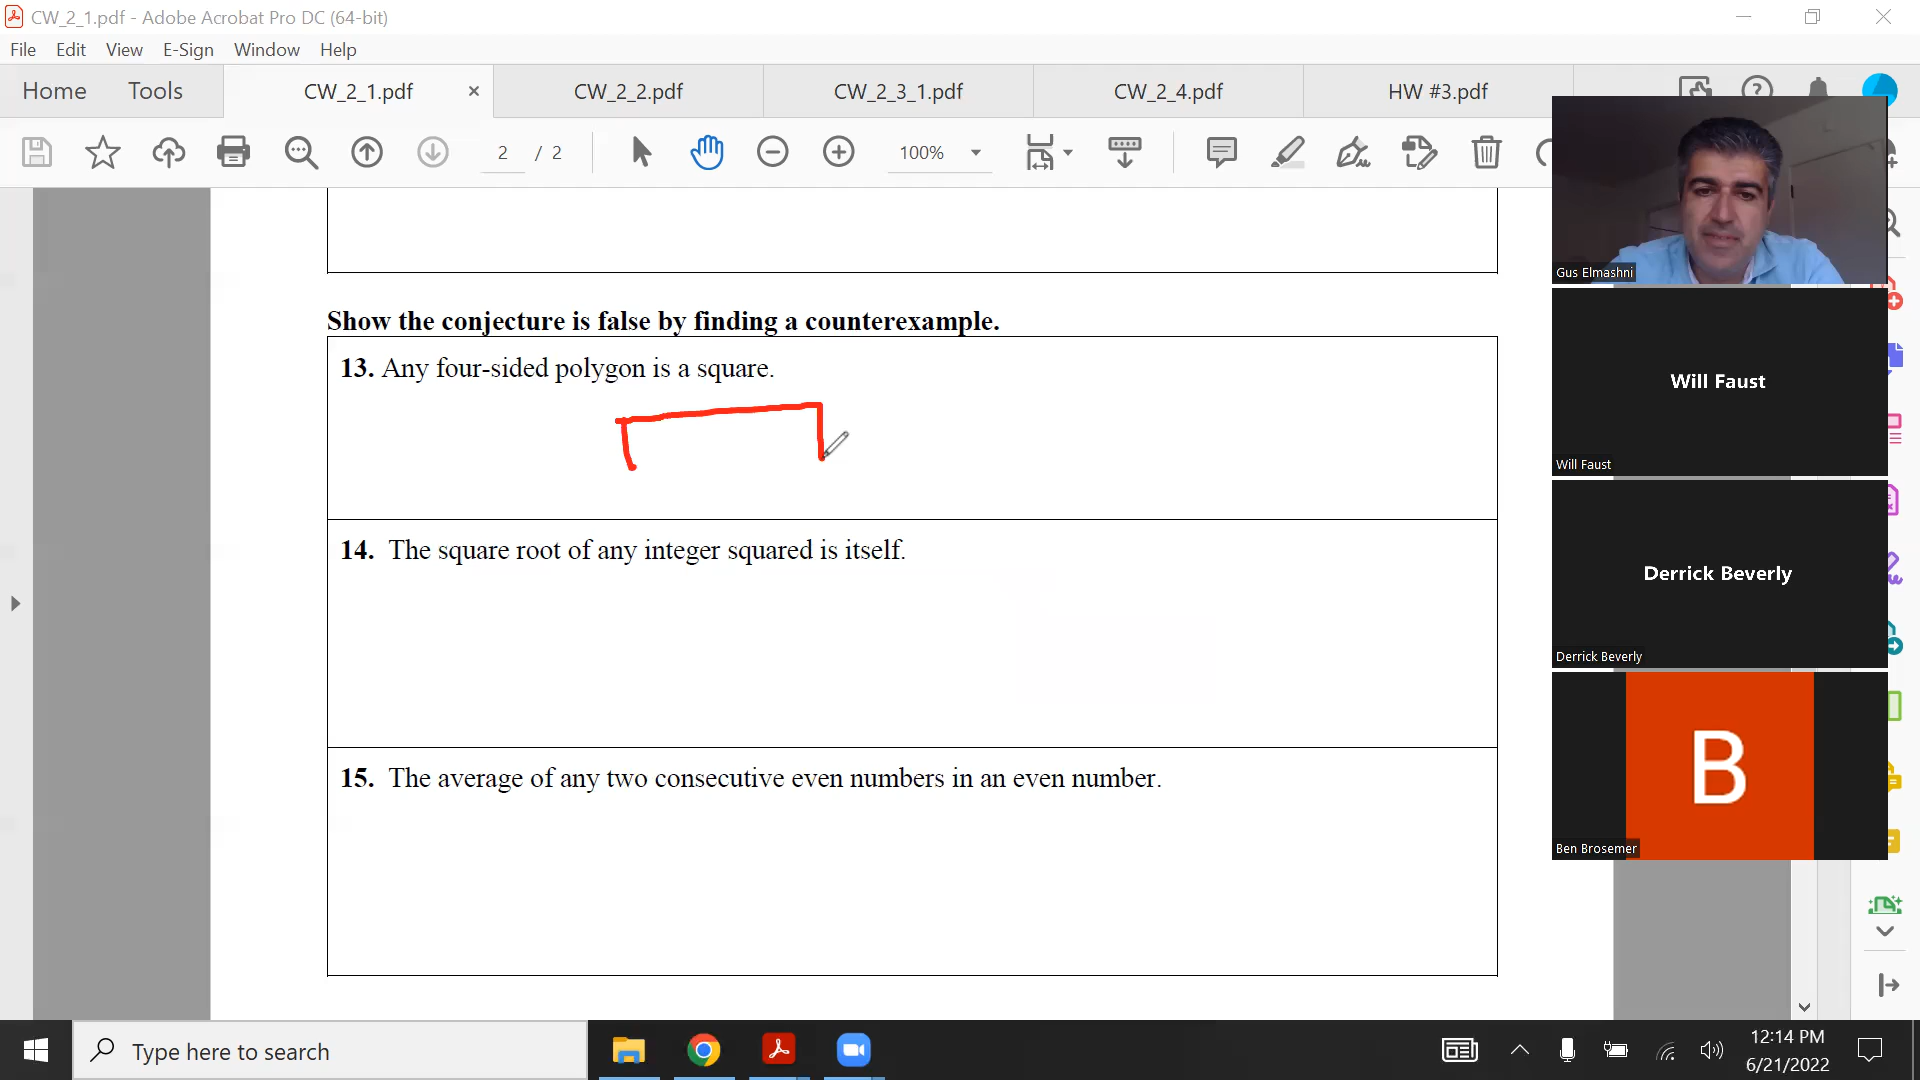 CW_2_1.pdf - Adobe Acrobat Pro DC (64-bit)
File Edit View E-Sign Window Help
Home Tools CW_2_1.pdf × CW_2_2.pdf CW_2_3_1.pdf CW_2_4.pdf HW #3.pdf
2 / 2 100%
Gus Elmashni
Show the conjecture is false by finding a counterexample.
13. Any four-sided polygon is a square.
Will Faust
Will Faust
14. The square root of any integer squared is itself.
Derrick Beverly
Derrick Beverly
15. The average of any two consecutive even numbers in an even number.
B
Ben Brosemer
Type here to search
12:14 PM
6/21/2022